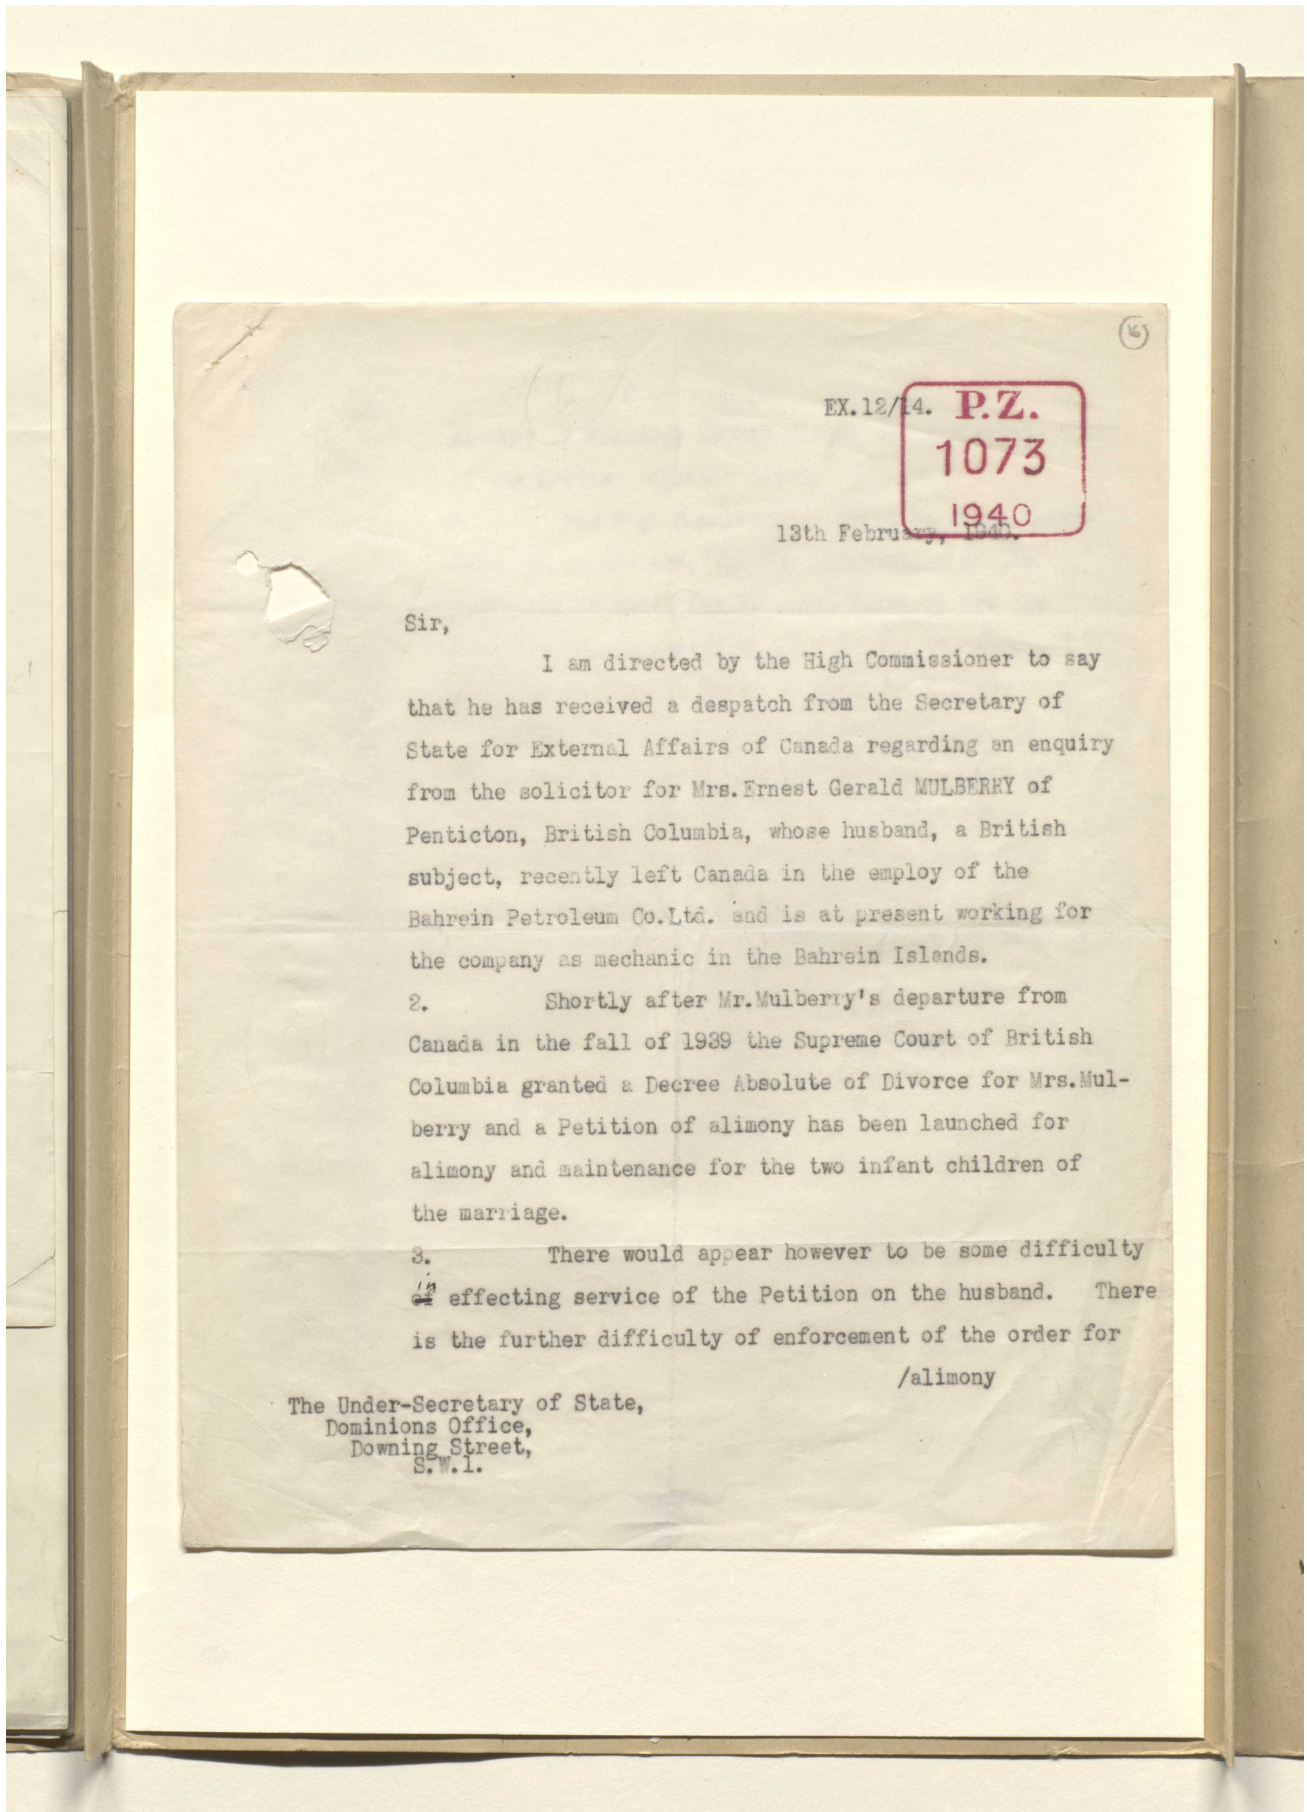 16
EX.12/14.
P.Z.
1073
1940
13th February, 1940.
Sir,
I am directed by the High Commissioner to say
that he has received a despatch from the Secretary of
State for External Affairs of Canada regarding an enquiry
from the solicitor for Mrs.Ernest Gerald MULBERRY of
Penticton, British Columbia, whose husband, a British
subject, recently left Canada in the employ of the
Bahrein Petroleum Co.Ltd. and is at present working for
the company as mechanic in the Bahrein Islands.
2. Shortly after Mr.Mulberry's departure from
Canada in the fall of 1939 the Supreme Court of British
Columbia granted a Decree Absolute of Divorce for Mrs.Mul-
berry and a Petition of alimony has been launched for
alimony and maintenance for the two infant children of
the marriage.
3. There would appear however to be some difficulty
in
of effecting service of the Petition on the husband. There
is the further difficulty of enforcement of the order for
/alimony
The Under-Secretary of State,
Dominions Office,
Downing Street,
S.W.1.